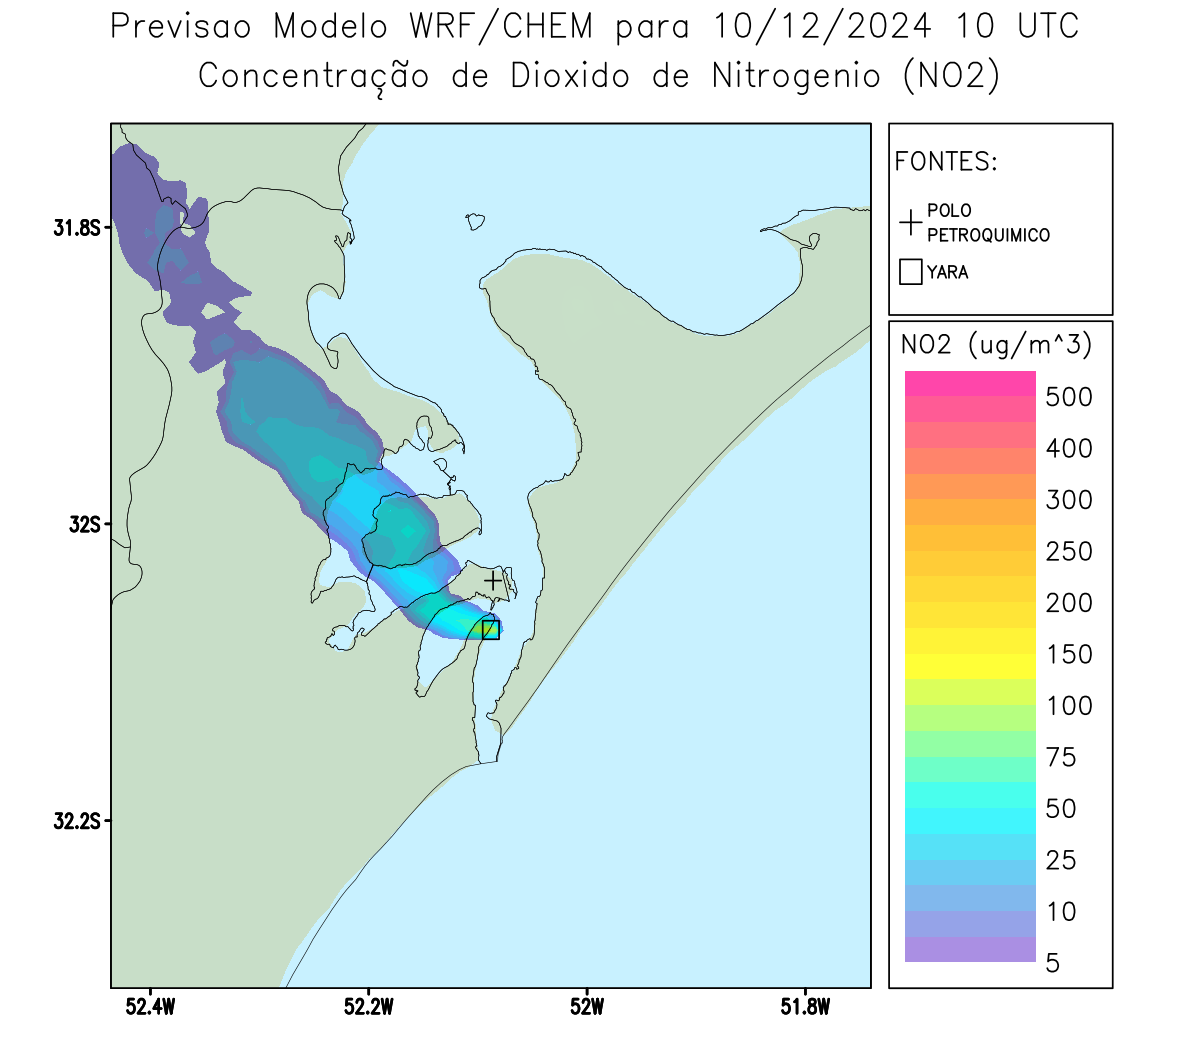 Previsao Modelo WRF/CHEM para 10/12/2024 10 UTC
Concentração de Dioxido de Nitrogenio (NO2)
FONTES:
POLO
PETROQUIMICO
YARA
NO2 (ug/m^3)
500
400
300
250
200
150
100
75
50
25
10
5
31.8S
32S
32.2S
52.4W
52.2W
52W
51.8W